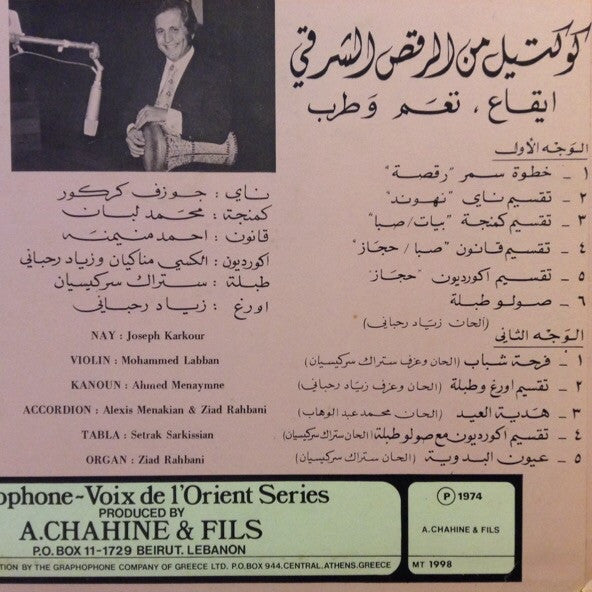 كوكتيل من الرقص الشرقي
ايقاع ، نغم وطرب
الوجه الأول
١ – خطوة سمر "رقصة"
٢ – تقسيم ناي "نهوند"
٣ – تقسيم كمنجة "بيات/صبا"
٤ – تقسيم قانون "صبا / حجاز"
٥ – تقسيم اكورديون "حجاز"
٦ – صولو طبلة
(الحان زياد رحباني)
الوجه الثاني
١ – فرحة شباب (الحان وعزف ستراك سركيسيان)
٢ – تقسيم اورغ وطبلة (الحان وعزف زياد رحباني)
٣ – هدية العيد (الحان محمد عبد الوهاب)
٤ – تقسيم اكورديون مع صولو طبلة (الحان ستراك سركيسيان)
٥ – عيون البدوية (الحان ستراك سركيسيان)
ناي : جوزف كركور
كمنجة : محمد لبان
قانون : احمد منيمنه
اكورديون : الكسي مناكيان وزياد رحباني
طبلة : ستراك سركيسيان
اورغ : زياد رحباني
NAY : Joseph Karkour
VIOLIN : Mohammed Labban
KANOUN : Ahmed Menaymne
ACCORDION : Alexis Menakian & Ziad Rahbani
TABLA : Setrak Sarkissian
ORGAN : Ziad Rahbani
ophone-Voix de l'Orient Series
PRODUCED BY
A.CHAHINE & FILS
P.O. BOX 11-1729 BEIRUT. LEBANON
TION BY THE GRAPHOPHONE COMPANY OF GREECE LTD. P.O.BOX 944, CENTRAL, ATHENS, GREECE
Ⓟ 1974
A.CHAHINE & FILS
MT 1998